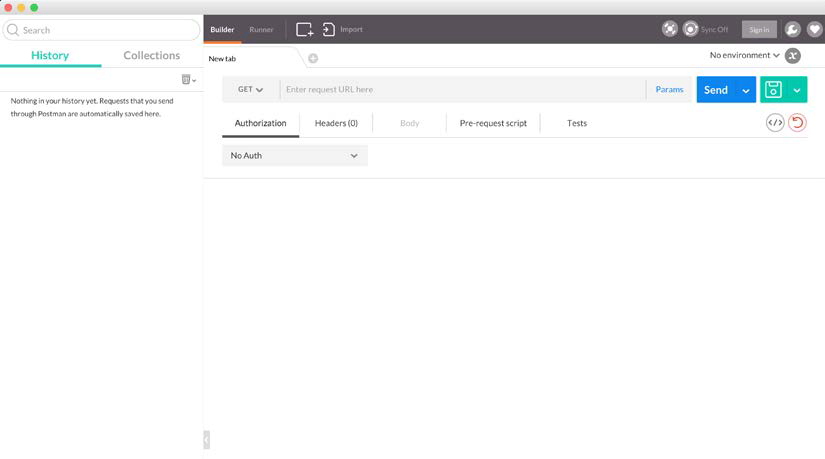 Search
Builder
Runner
Import
Sync Off
Sign in
History
Collections
New tab
No environment
x
Nothing in your history yet. Requests that you send
through Postman are automatically saved here.
GET
Enter request URL here
Params
Send
Authorization
Headers (0)
Body
Pre-request script
Tests
</>
No Auth